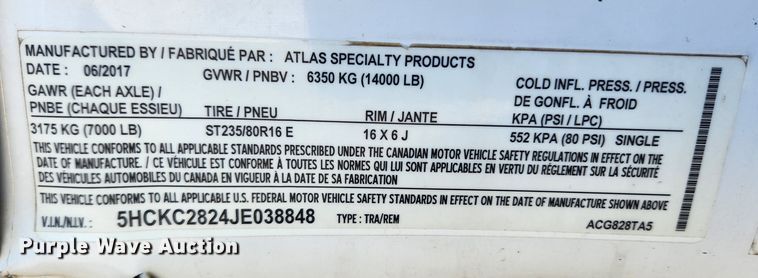 MANUFACTURED BY / FABRIQUÉ PAR : ATLAS SPECIALTY PRODUCTS
DATE : 06/2017 GVWR / PNBV : 6350 KG (14000 LB)
GAWR (EACH AXLE) / PNBE (CHAQUE ESSIEU)
TIRE / PNEU
RIM / JANTE
COLD INFL. PRESS. / PRESS. DE GONFL. À FROID KPA (PSI / LPC)
3175 KG (7000 LB) ST235/80R16 E 16 X 6 J 552 KPA (80 PSI) SINGLE
THIS VEHICLE CONFORMS TO ALL APPLICABLE STANDARDS PRESCRIBED UNDER THE CANADIAN MOTOR VEHICLE SAFETY REGULATIONS IN EFFECT ON THE
DATE OF MANUFACTURE. / CE VÉHICULE EST CONFORME À TOUTES LES NORMES QUI LUI SONT APPLICABLES EN VERTU DU RÉGLEMENT SUR LA SÉCURITÉ
DES VÉHICULES AUTOMOBILES DU CANADA EN VIGUEUR À LA DATE DE SA FABRICATION
THIS VEHICLE CONFORMS TO ALL APPLICABLE U.S. FEDERAL MOTOR VEHICLE SAFETY STANDARDS IN EFFECT ON THE DATE OF MANUFACTURE SHOWN ABOVE.
V.I.N./N.I.V.: 5HCKC2824JE038848 TYPE : TRA/REM ACG828TA5
Purple Wave Auction